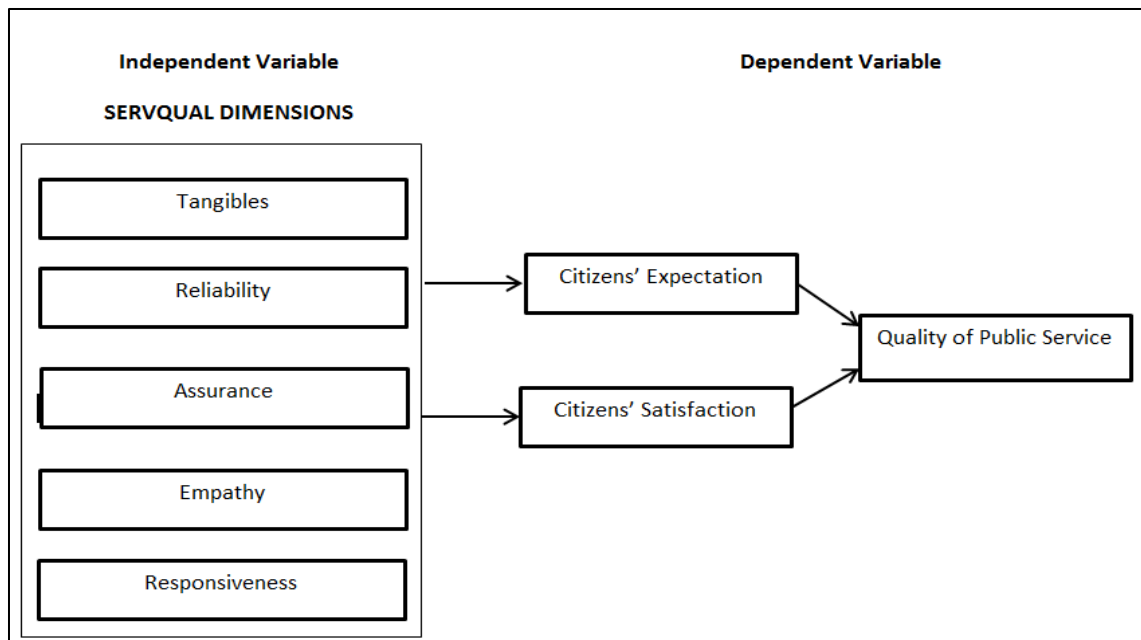 Independent Variable
Dependent Variable
SERVQUAL DIMENSIONS
Tangibles
Reliability
Assurance
Empathy
Responsiveness
Citizens’ Expectation
Citizens’ Satisfaction
Quality of Public Service